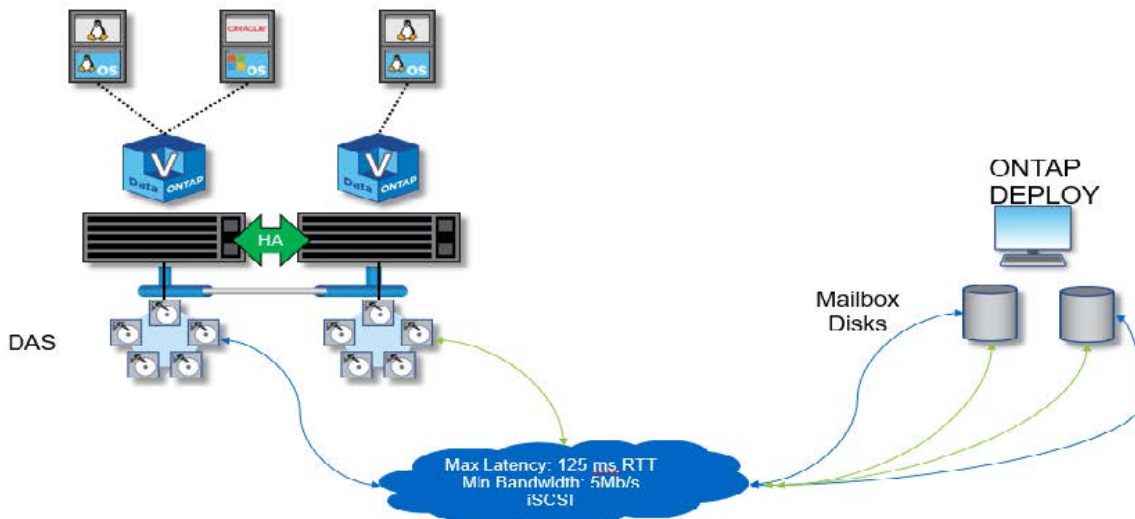 ORACLE
OS
OS
OS
V
Data ONTAP
V
Data ONTAP
HA
ONTAP
DEPLOY
Mailbox
Disks
DAS
Max Latency: 125 ms RTT
Min Bandwidth: 5Mb/s
iSCSI